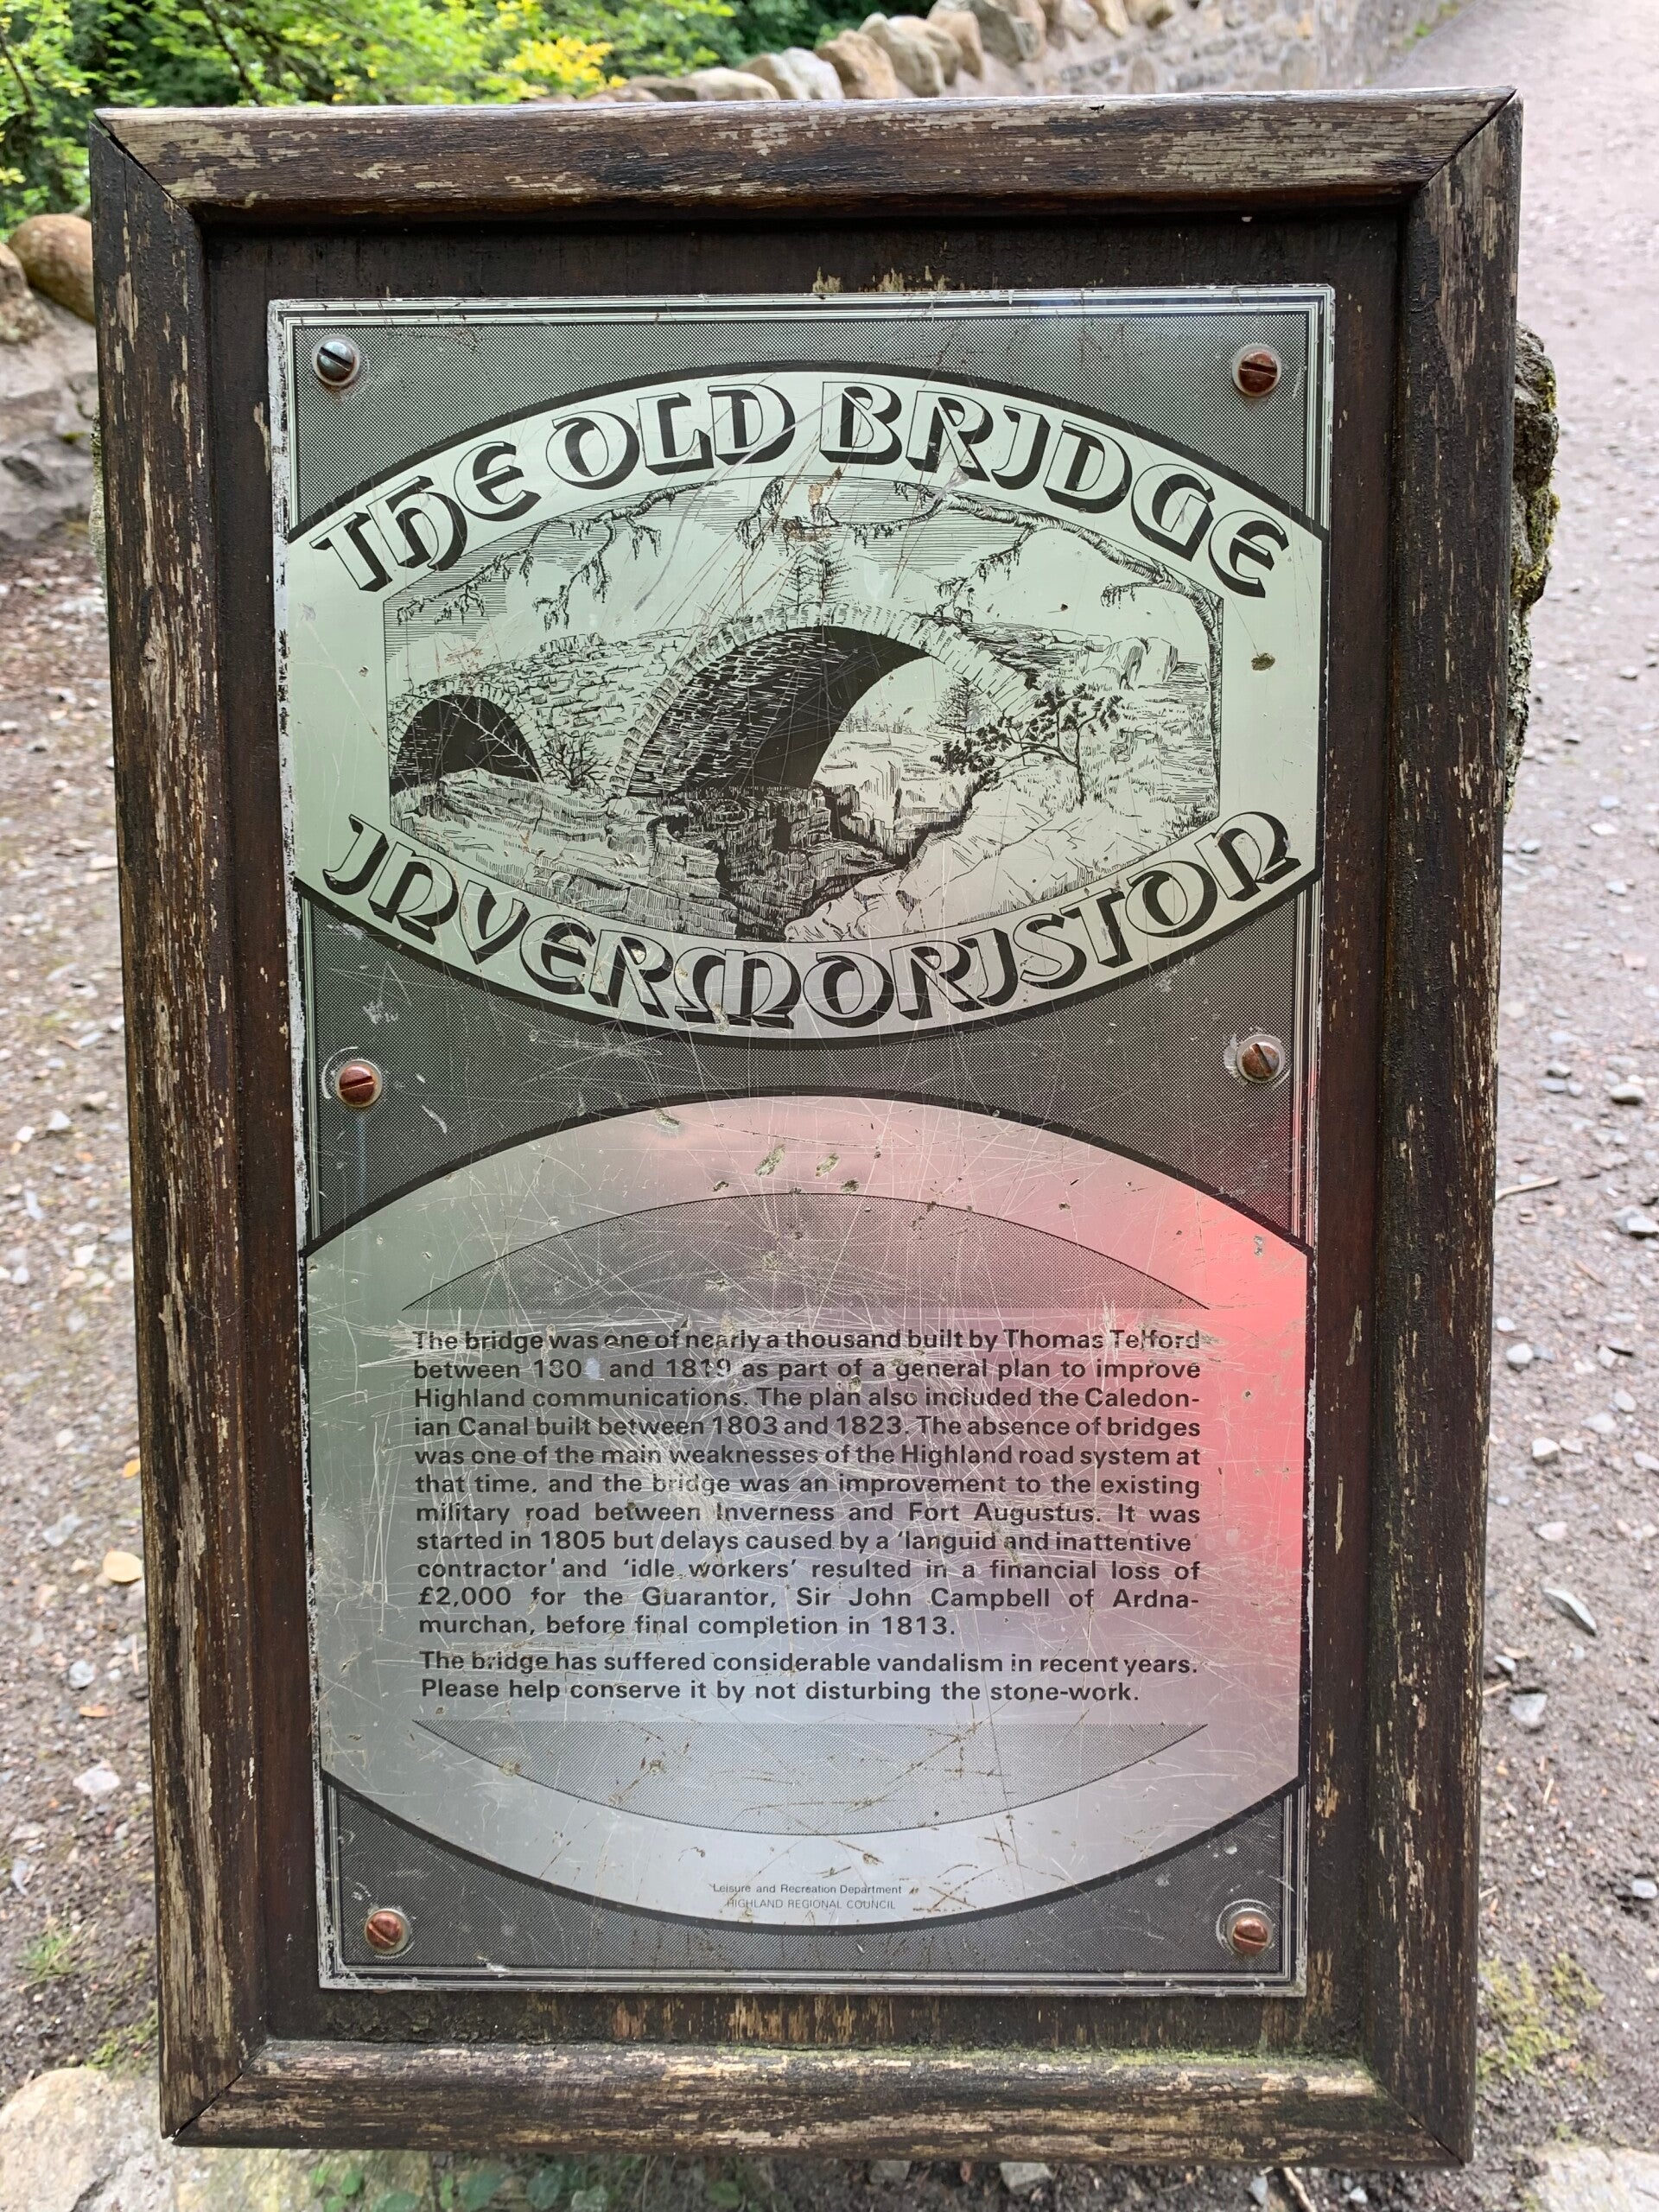 THE OLD BRIDGE
INVERMORISTON
The bridge was one of nearly a thousand built by Thomas Telford
between 180 and 1819 as part of a general plan to improve
Highland communications. The plan also included the Caledon-
ian Canal built between 1803 and 1823. The absence of bridges
was one of the main weaknesses of the Highland road system at
that time, and the bridge was an improvement to the existing
military road between Inverness and Fort Augustus. It was
started in 1805 but delays caused by a ‘languid and inattentive’
contractor’ and ‘idle workers’ resulted in a financial loss of
£2,000 for the Guarantor, Sir John Campbell of Ardna-
murchan, before final completion in 1813.
The bridge has suffered considerable vandalism in recent years.
Please help conserve it by not disturbing the stone-work.
Leisure and Recreation Department
HIGHLAND REGIONAL COUNCIL